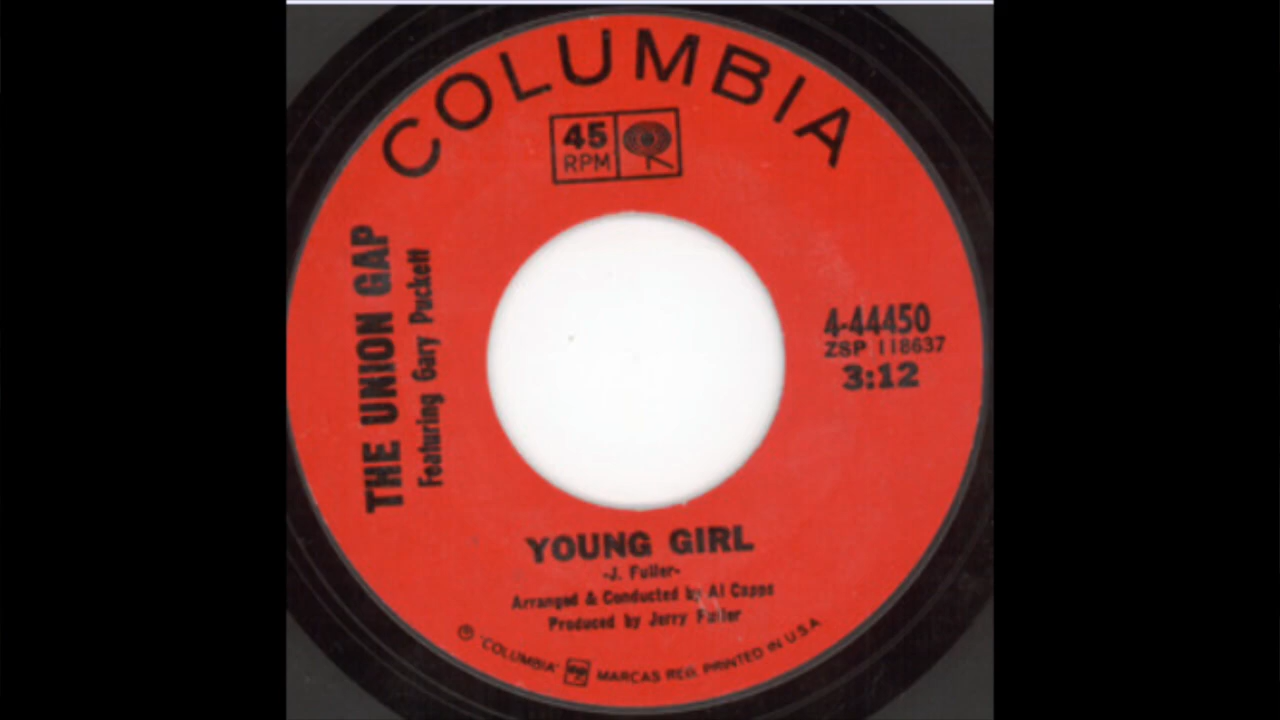 COLUMBIA
45
RPM
THE UNION GAP
Featuring Gary Puckett
4-44450
ZSP 118637
3:12
YOUNG GIRL
-J. Fuller-
Arranged & Conducted by Al Capps
Produced by Jerry Fuller
℗ "COLUMBIA" MARCAS REG. PRINTED IN U.S.A.